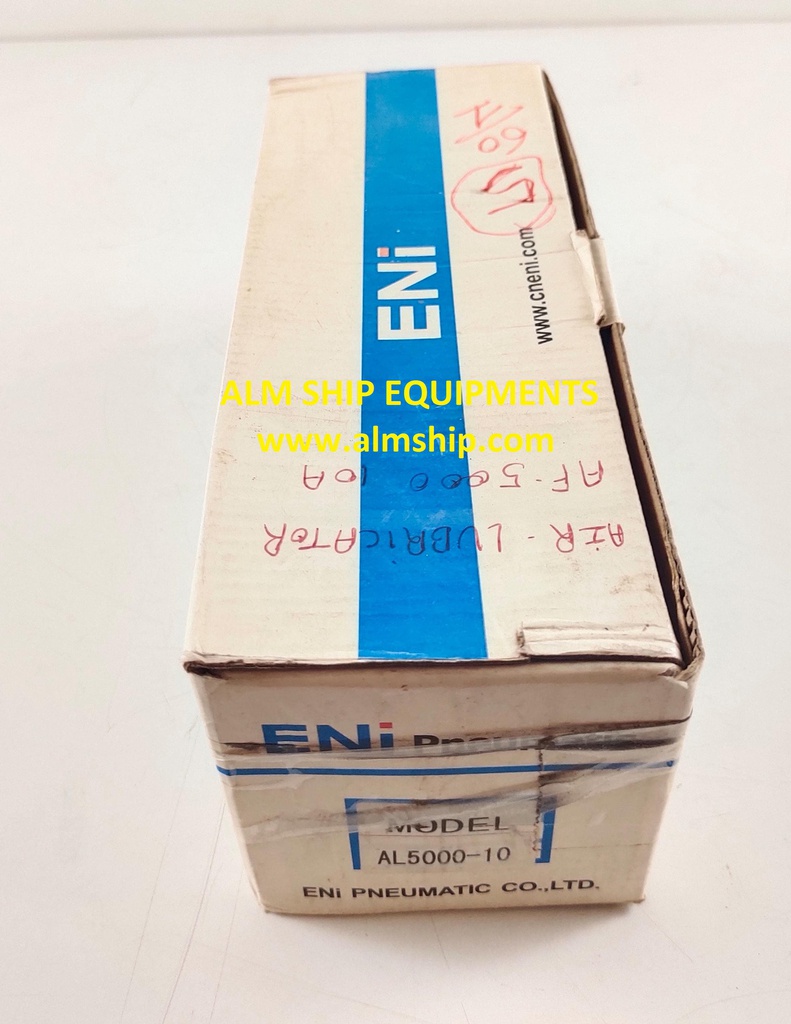 ENi
www.cneni.com
ALM SHIP EQUIPMENTS
www.almship.com
AF-5000 10A
AIR-LUBRICATOR
ENi Pneumatic
MODEL
AL5000-10
ENi PNEUMATIC CO.,LTD.